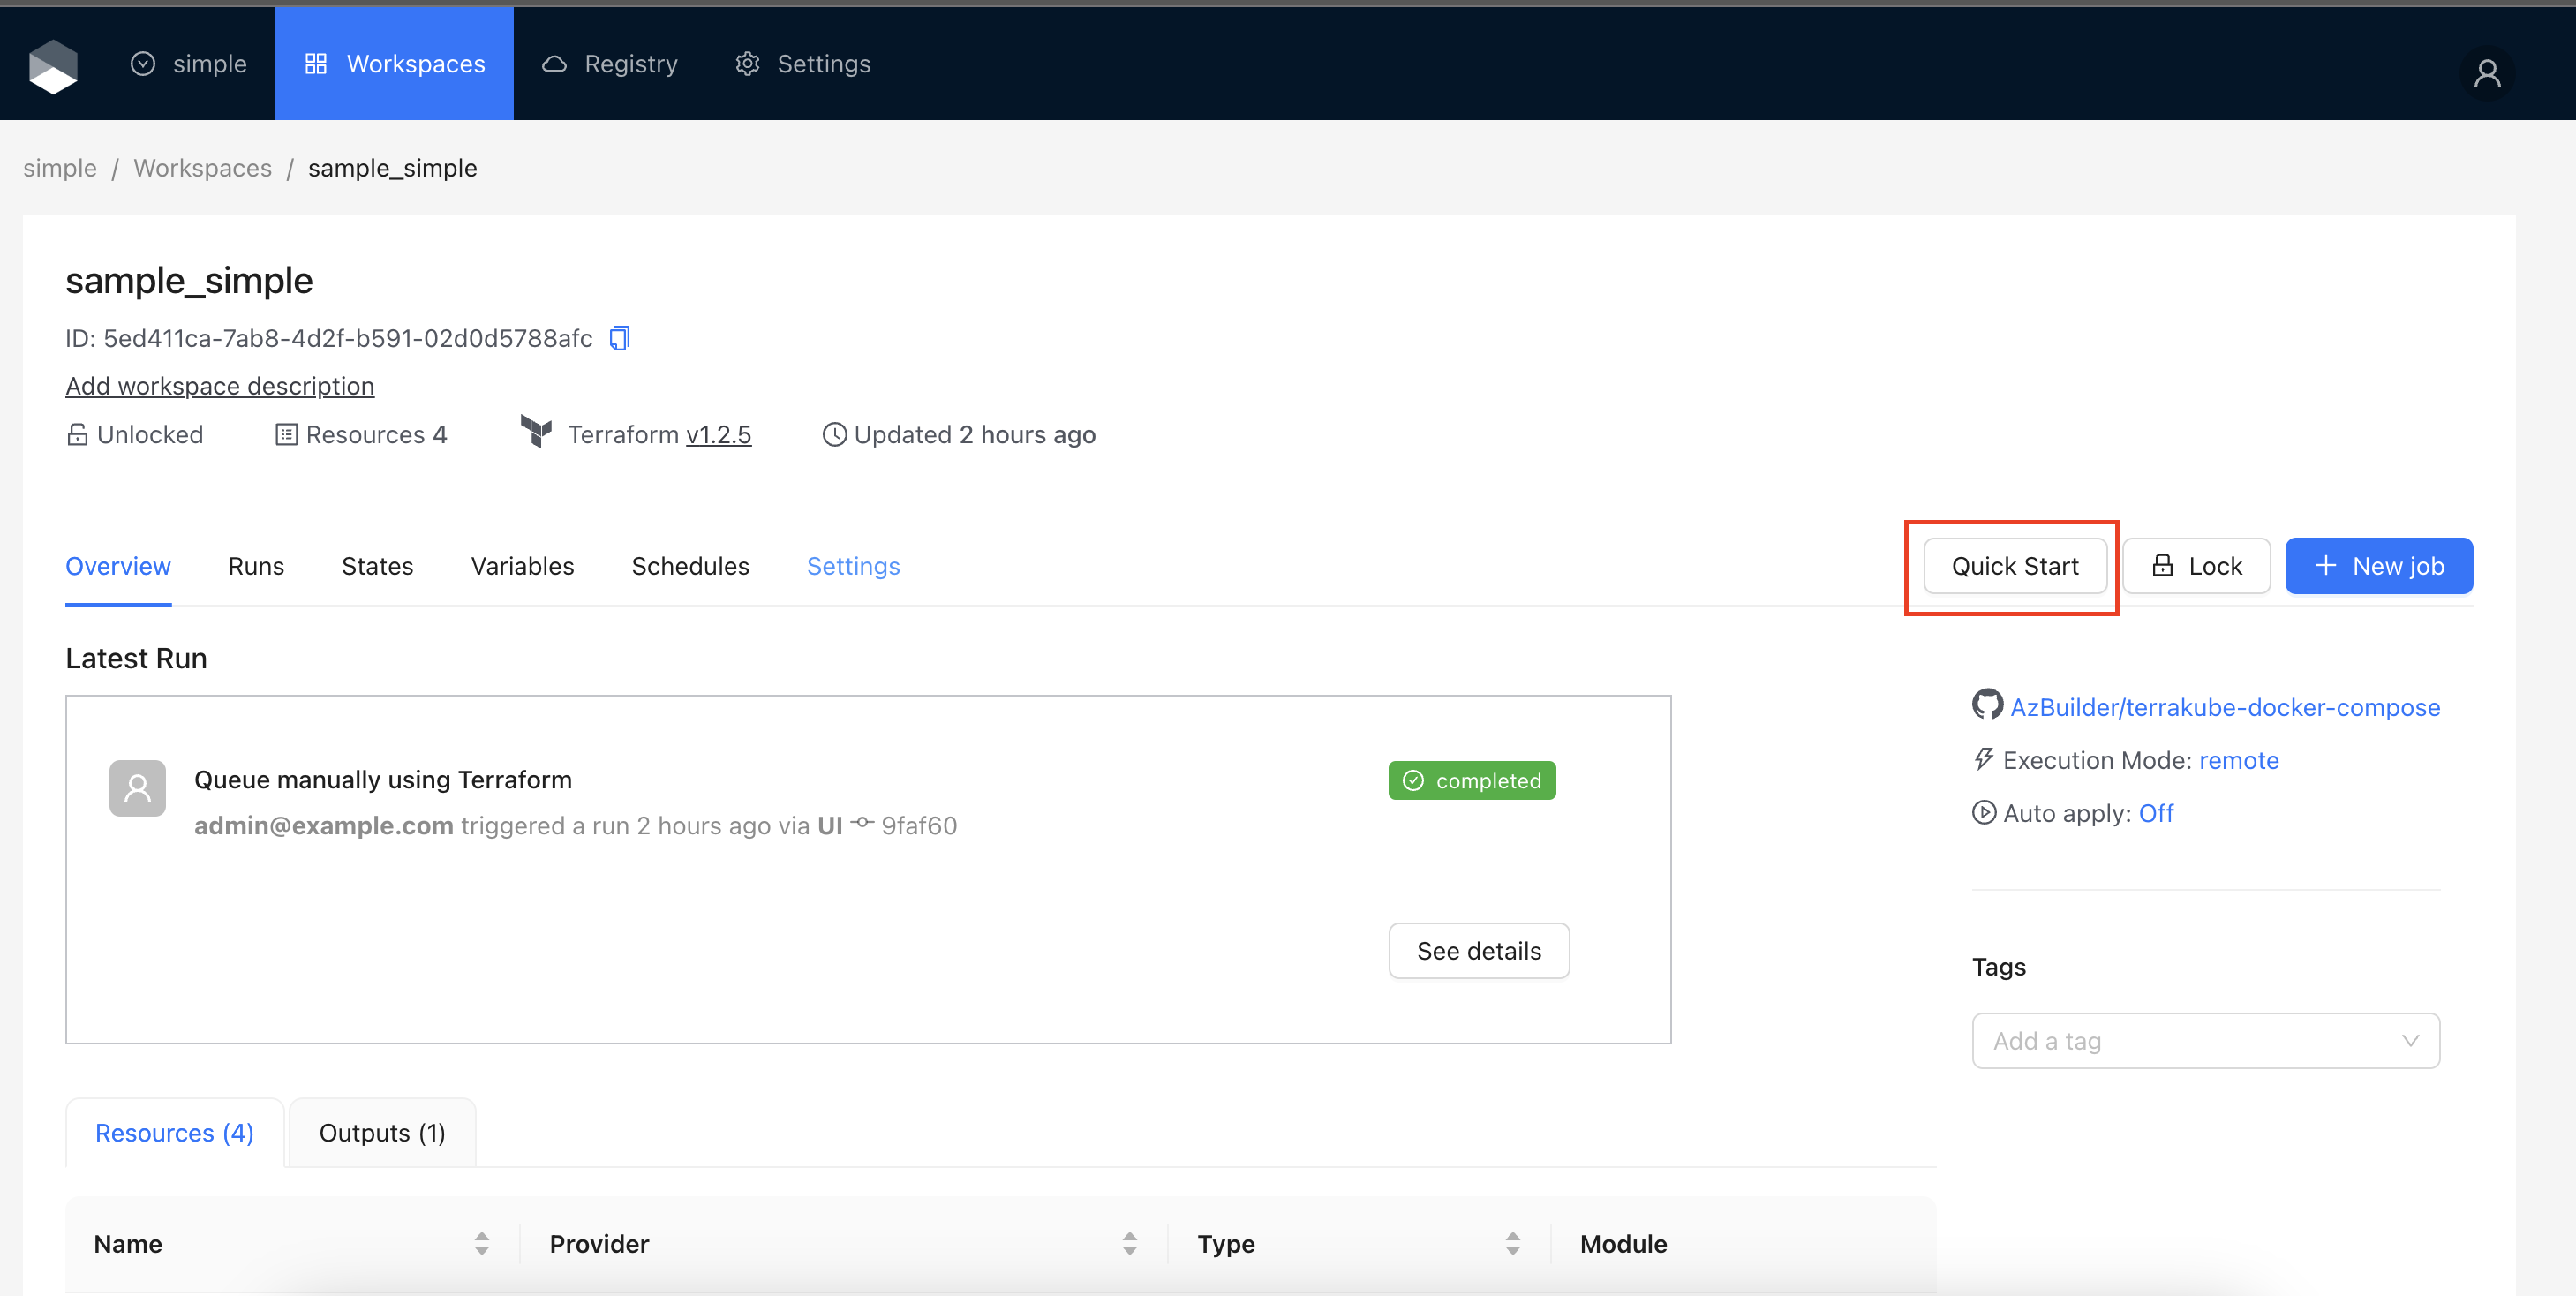 simple Workspaces Registry Settings
simple / Workspaces / sample_simple
sample_simple
ID: 5ed411ca-7ab8-4d2f-b591-02d0d5788afc
Add workspace description
Unlocked Resources 4 Terraform v1.2.5 Updated 2 hours ago
Overview Runs States Variables Schedules Settings Quick Start Lock + New job
Latest Run
Queue manually using Terraform completed
admin@example.com triggered a run 2 hours ago via UI 9faf60
See details
AzBuilder/terrakube-docker-compose
Execution Mode: remote
Auto apply: Off
Tags
Add a tag
Resources (4) Outputs (1)
Name Provider Type Module